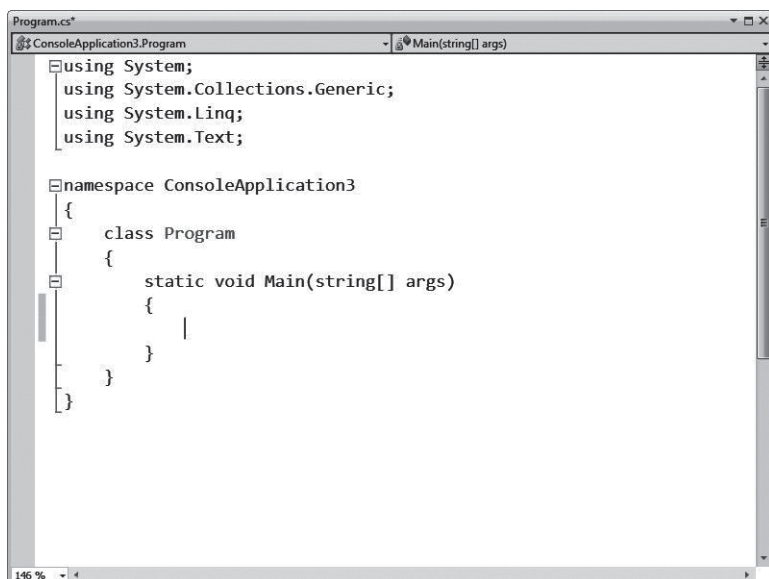 Program.cs*
ConsoleApplication3.Program
Main(string[] args)
using System;
using System.Collections.Generic;
using System.Linq;
using System.Text;
namespace ConsoleApplication3
{
class Program
{
static void Main(string[] args)
{
}
}
}
146 %